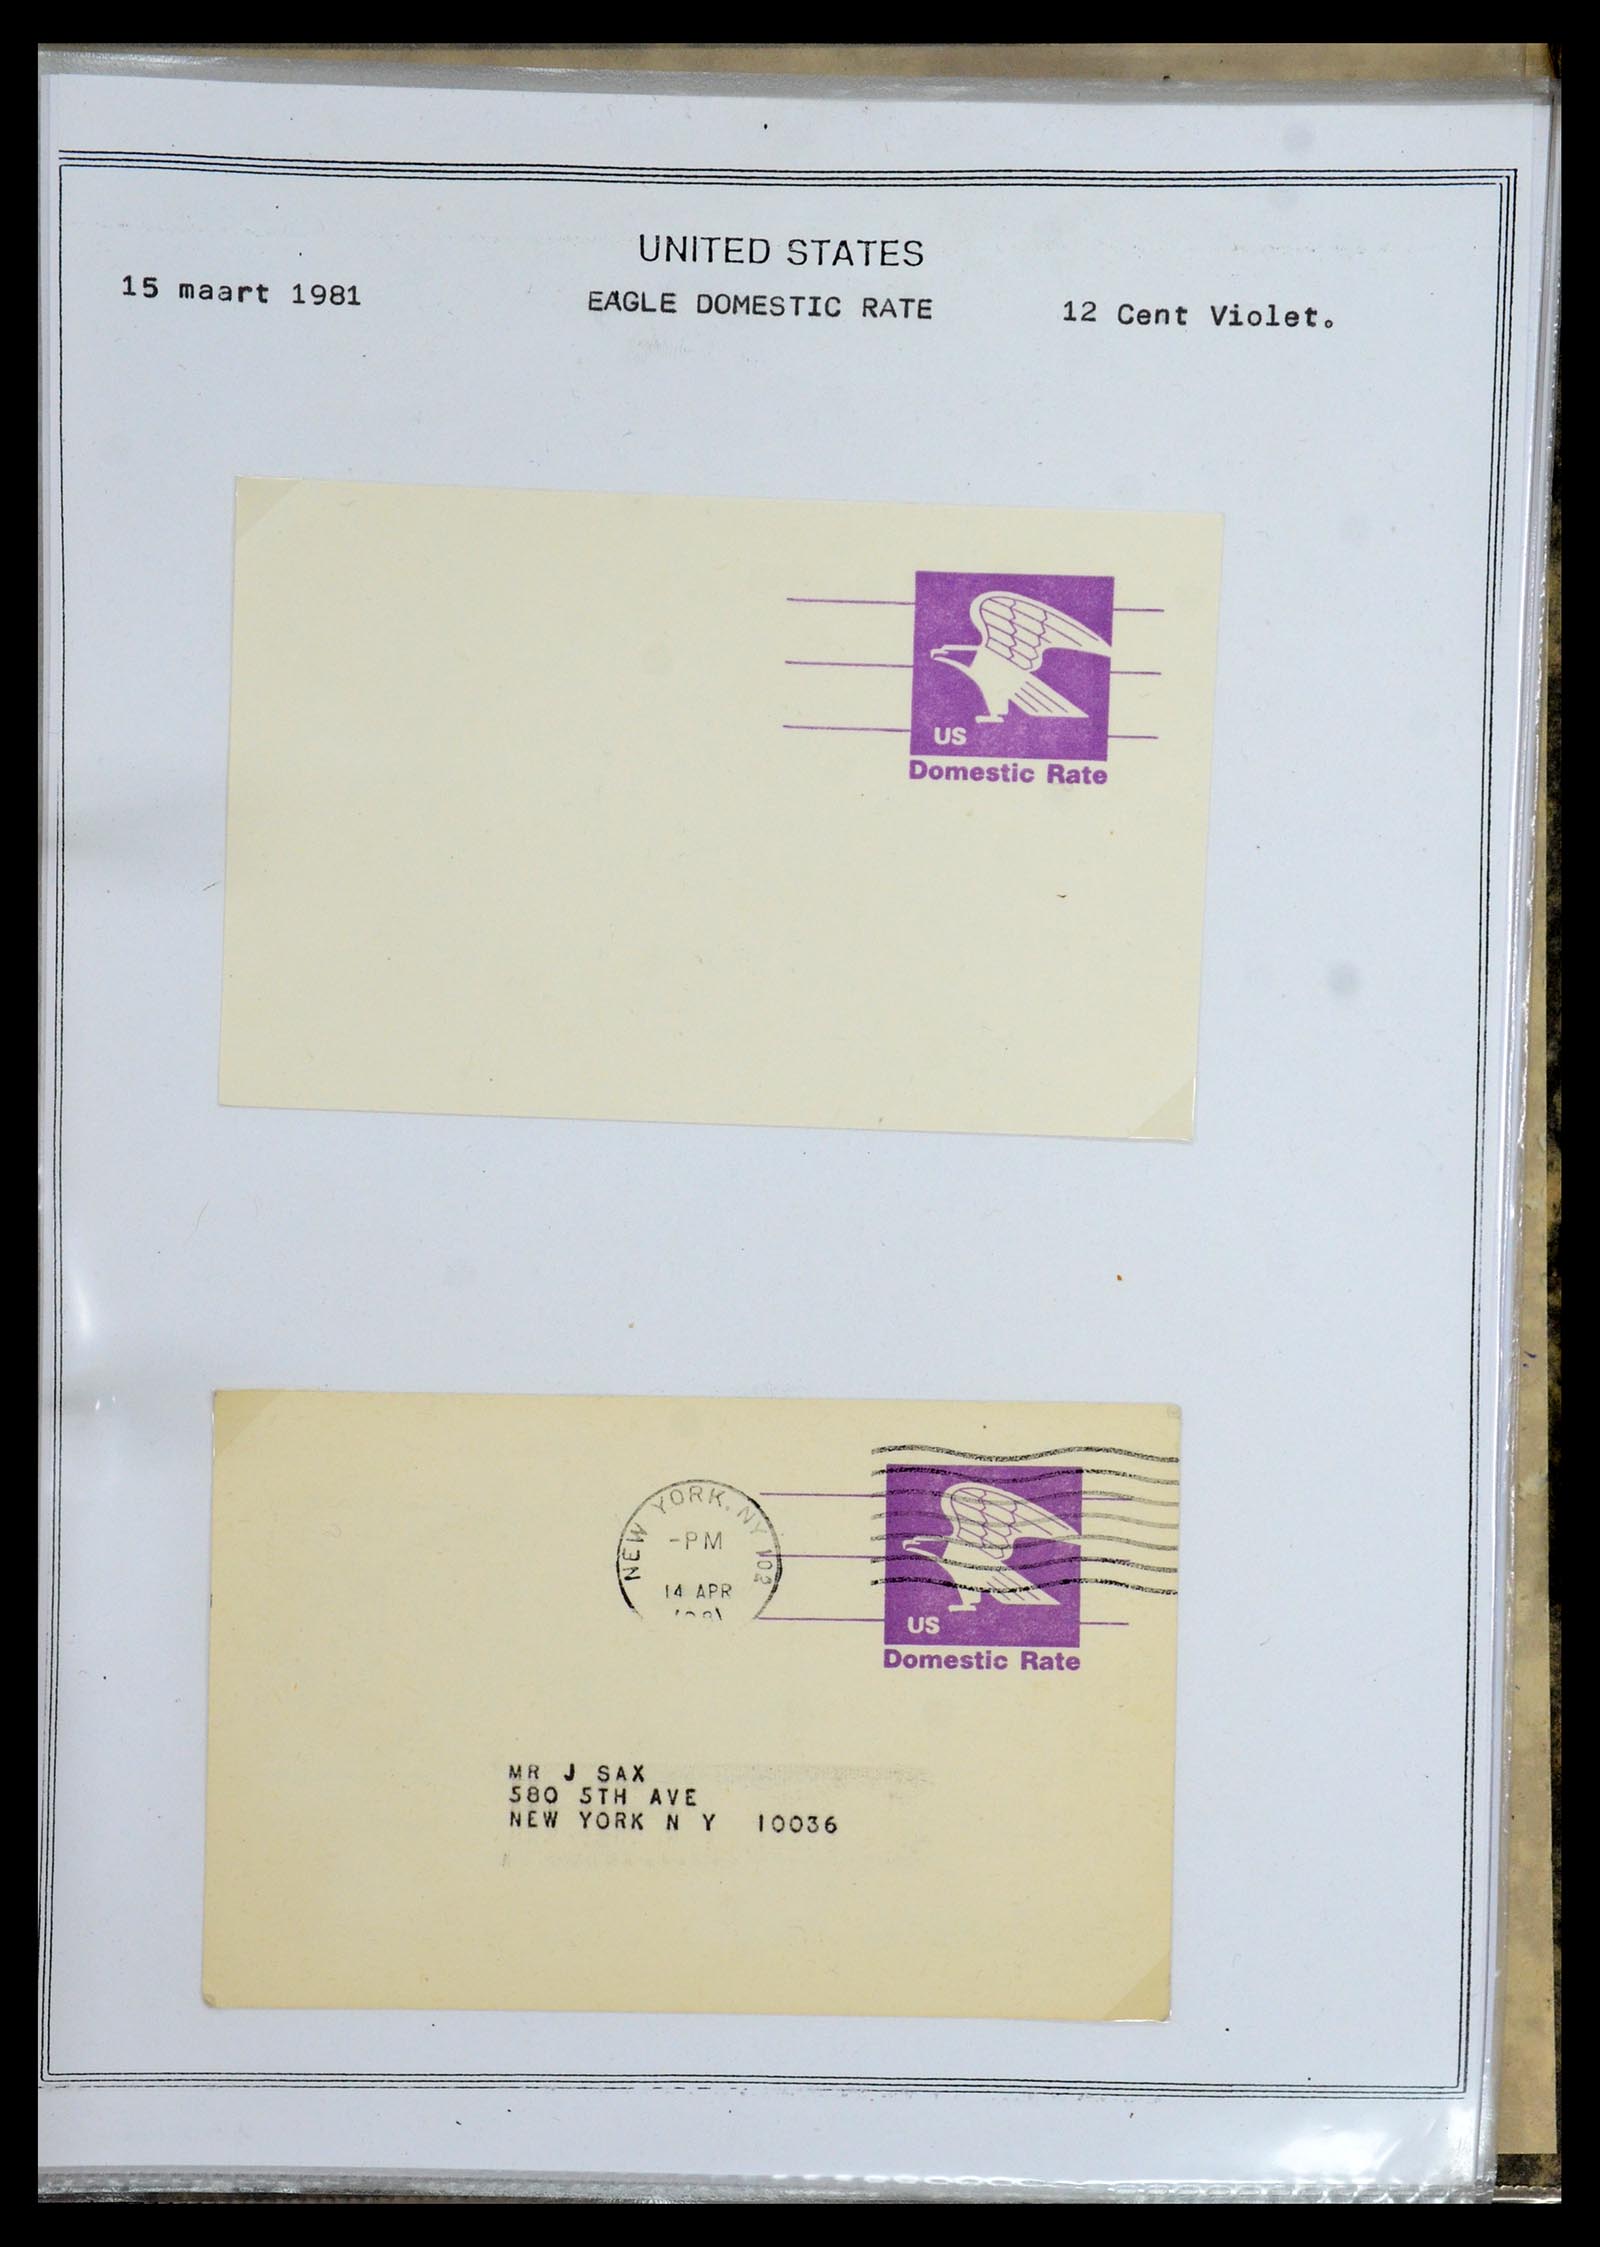 UNITED STATES
15 maart 1981
EAGLE DOMESTIC RATE
12 Cent Violet.
US
Domestic Rate
NEW YORK, NY 102
-PM
14 APR
US
Domestic Rate
MR J SAX
580 5TH AVE
NEW YORK N Y 10036